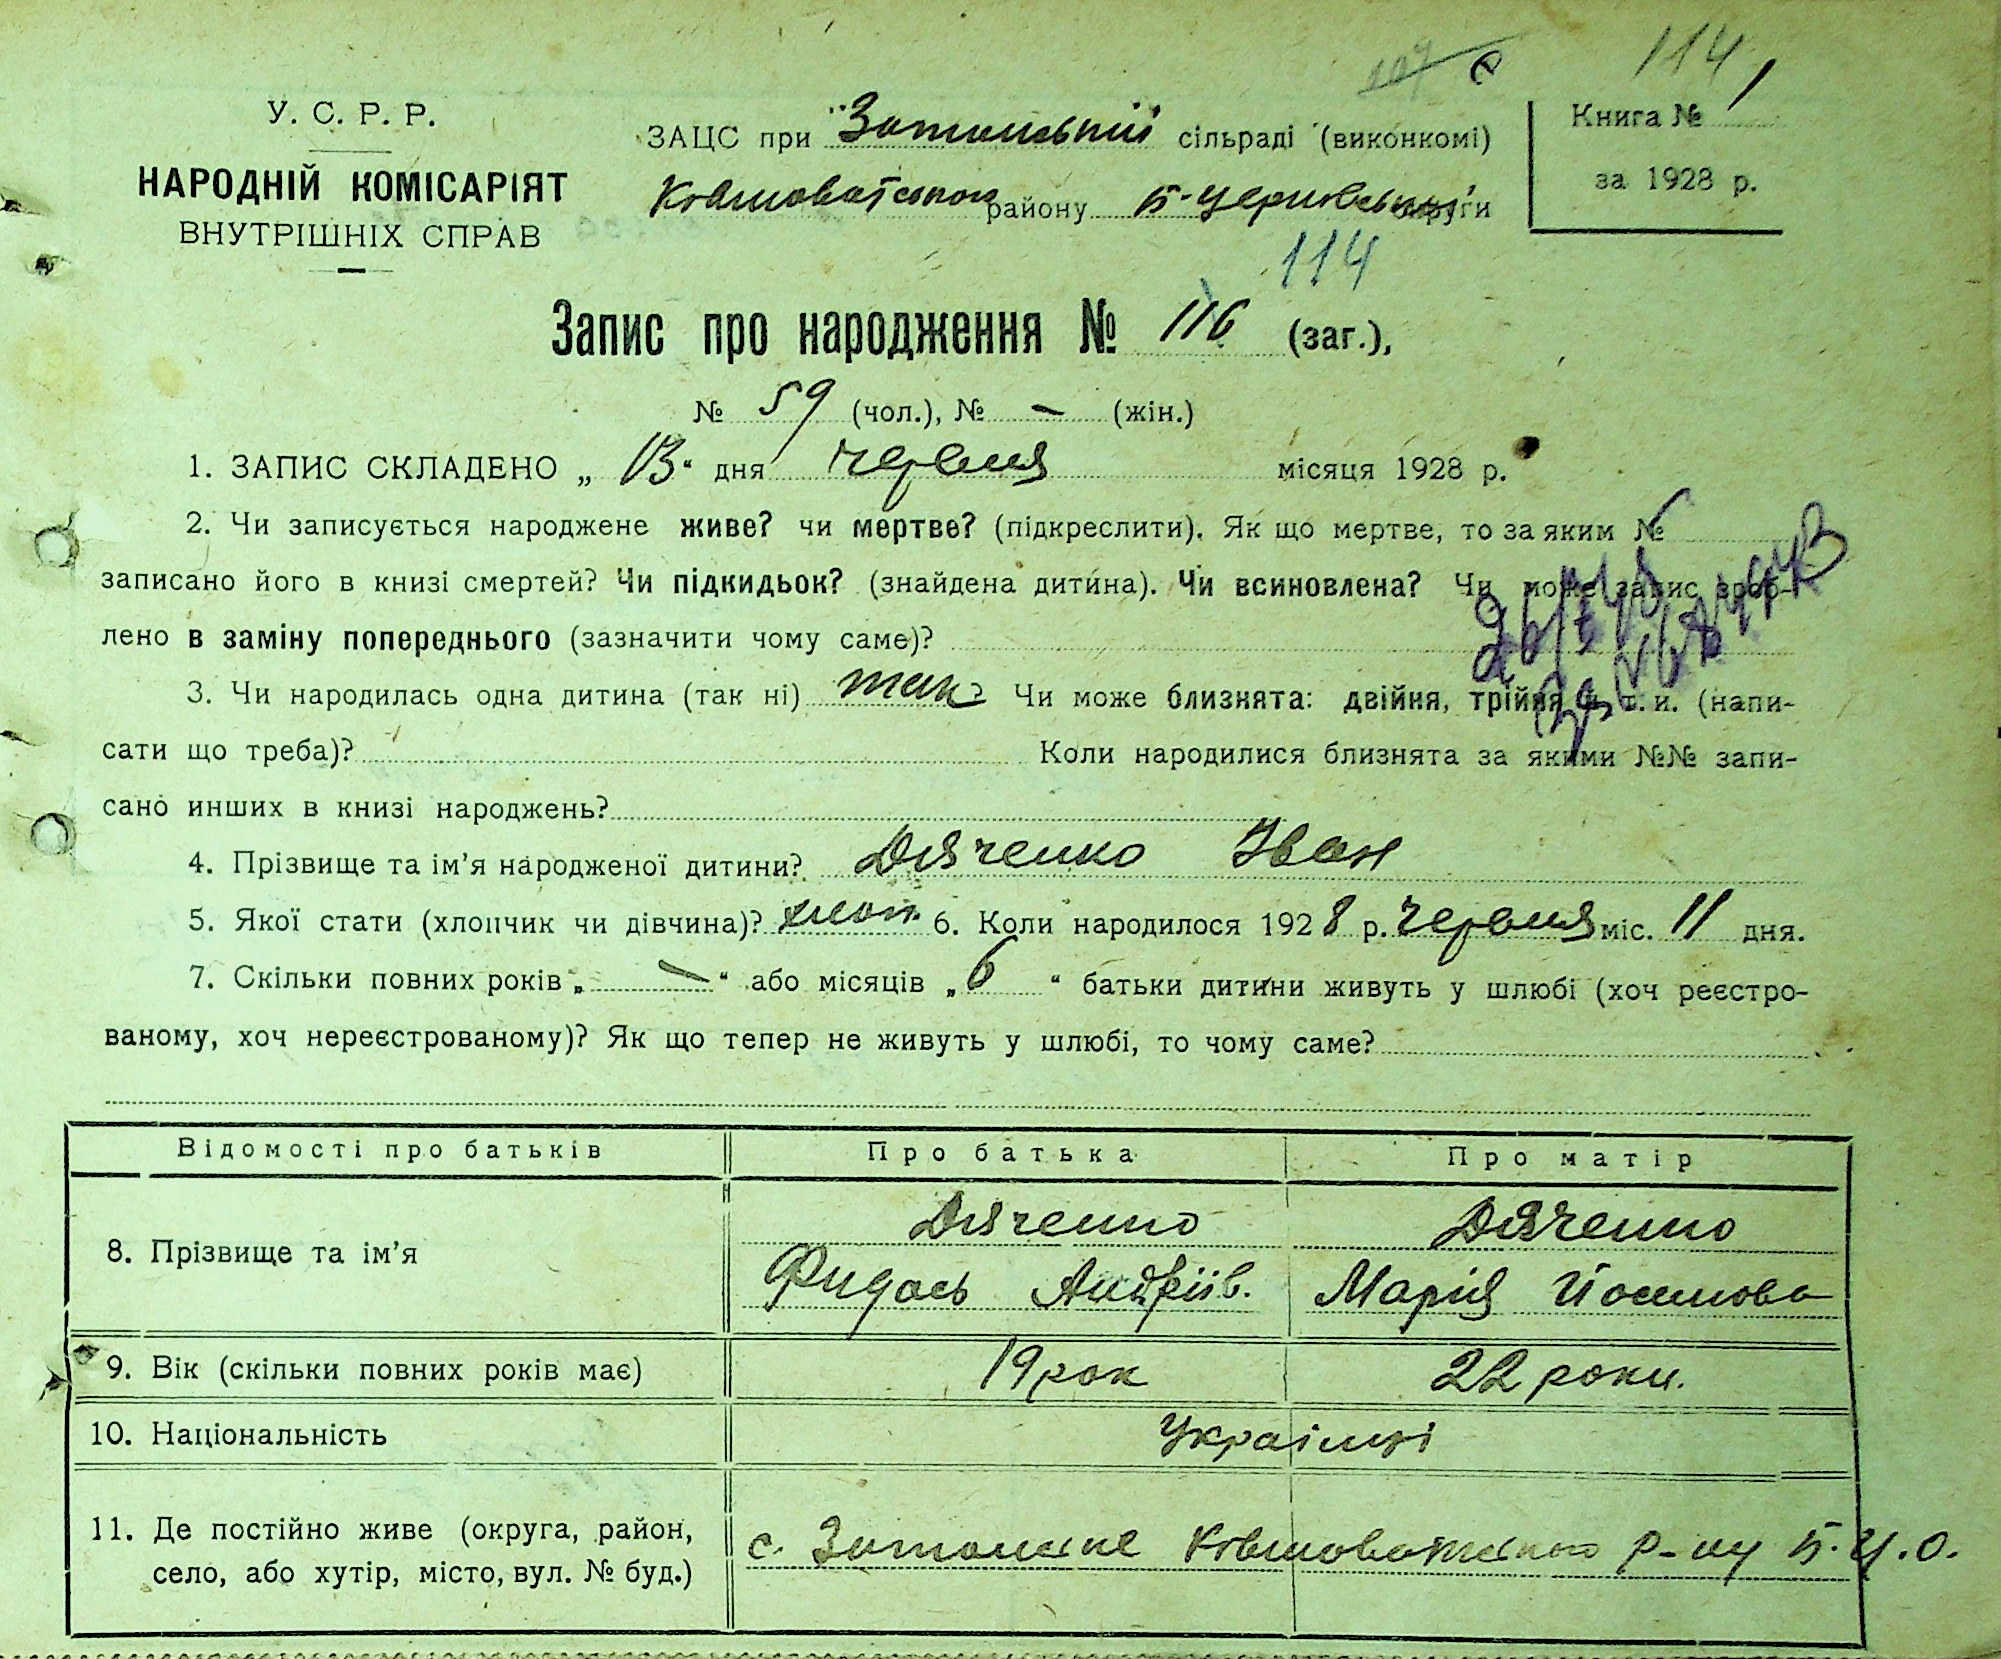 114
У. С. Р. Р.
НАРОДНІЙ КОМІСАРІЯТ
ВНУТРІШНІХ СПРАВ
ЗАЦС при сільраді (виконкомі)
району Б-Церківської округи
Книга № 1
за 1928 р.
114
Запис про народження № 116 (заг.),
№ 59 (чол.), № – (жін.)
1. ЗАПИС СКЛАДЕНО „ 13 “ дня червня місяця 1928 р.
2. Чи записується народжене живе? чи мертве? (підкреслити). Як що мертве, то за яким №
записано його в книзі смертей? Чи підкидьок? (знайдена дитина). Чи всиновлена? Чи може запис зроб-
лено в заміну попереднього (зазначити чому саме)?
3. Чи народилась одна дитина (так ні) так Чи може близнята: двійня, трійня и т. и. (напи-
сати що треба)? Коли народилися близнята за якими №№ запи-
сано инших в книзі народжень?
4. Прізвище та ім’я народженої дитини? Дяченко Іван
5. Якої стати (хлопчик чи дівчина)? хлоп. 6. Коли народилося 1928 р. червня міс. 11 дня.
7. Скільки повних років „ – “ або місяців „ 6 “ батьки дитини живуть у шлюбі (хоч реєстро-
ваному, хоч нереєстрованому)? Як що тепер не живуть у шлюбі, то чому саме?
Відомості про батьків Про батька Про матір
8. Прізвище та ім’я Дяченко Дяченко
Фидось Андріїв. Марія Йосипова
9. Вік (скільки повних років має) 19 рок 22 роки.
10. Національність Українці
11. Де постійно живе (округа, район,
село, або хутір, місто, вул. № буд.) с. р-ну Б.Ц.О.